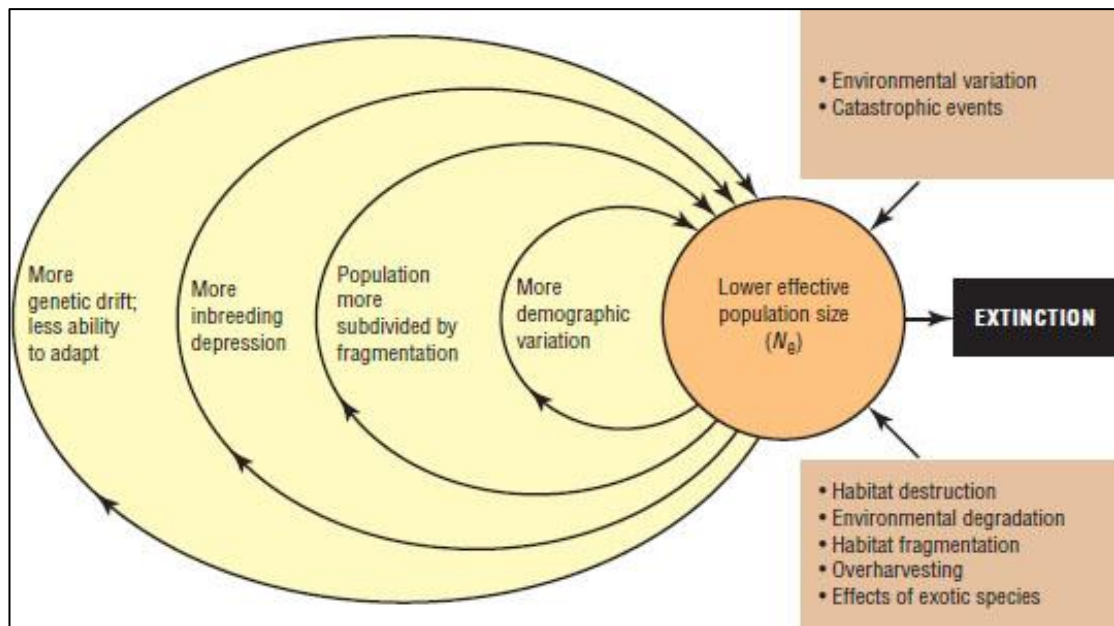 • Environmental variation
• Catastrophic events
More
genetic drift;
less ability
to adapt
More
inbreeding
depression
Population
more
subdivided by
fragmentation
More
demographic
variation
Lower effective
population size
(Ne)
EXTINCTION
• Habitat destruction
• Environmental degradation
• Habitat fragmentation
• Overharvesting
• Effects of exotic species